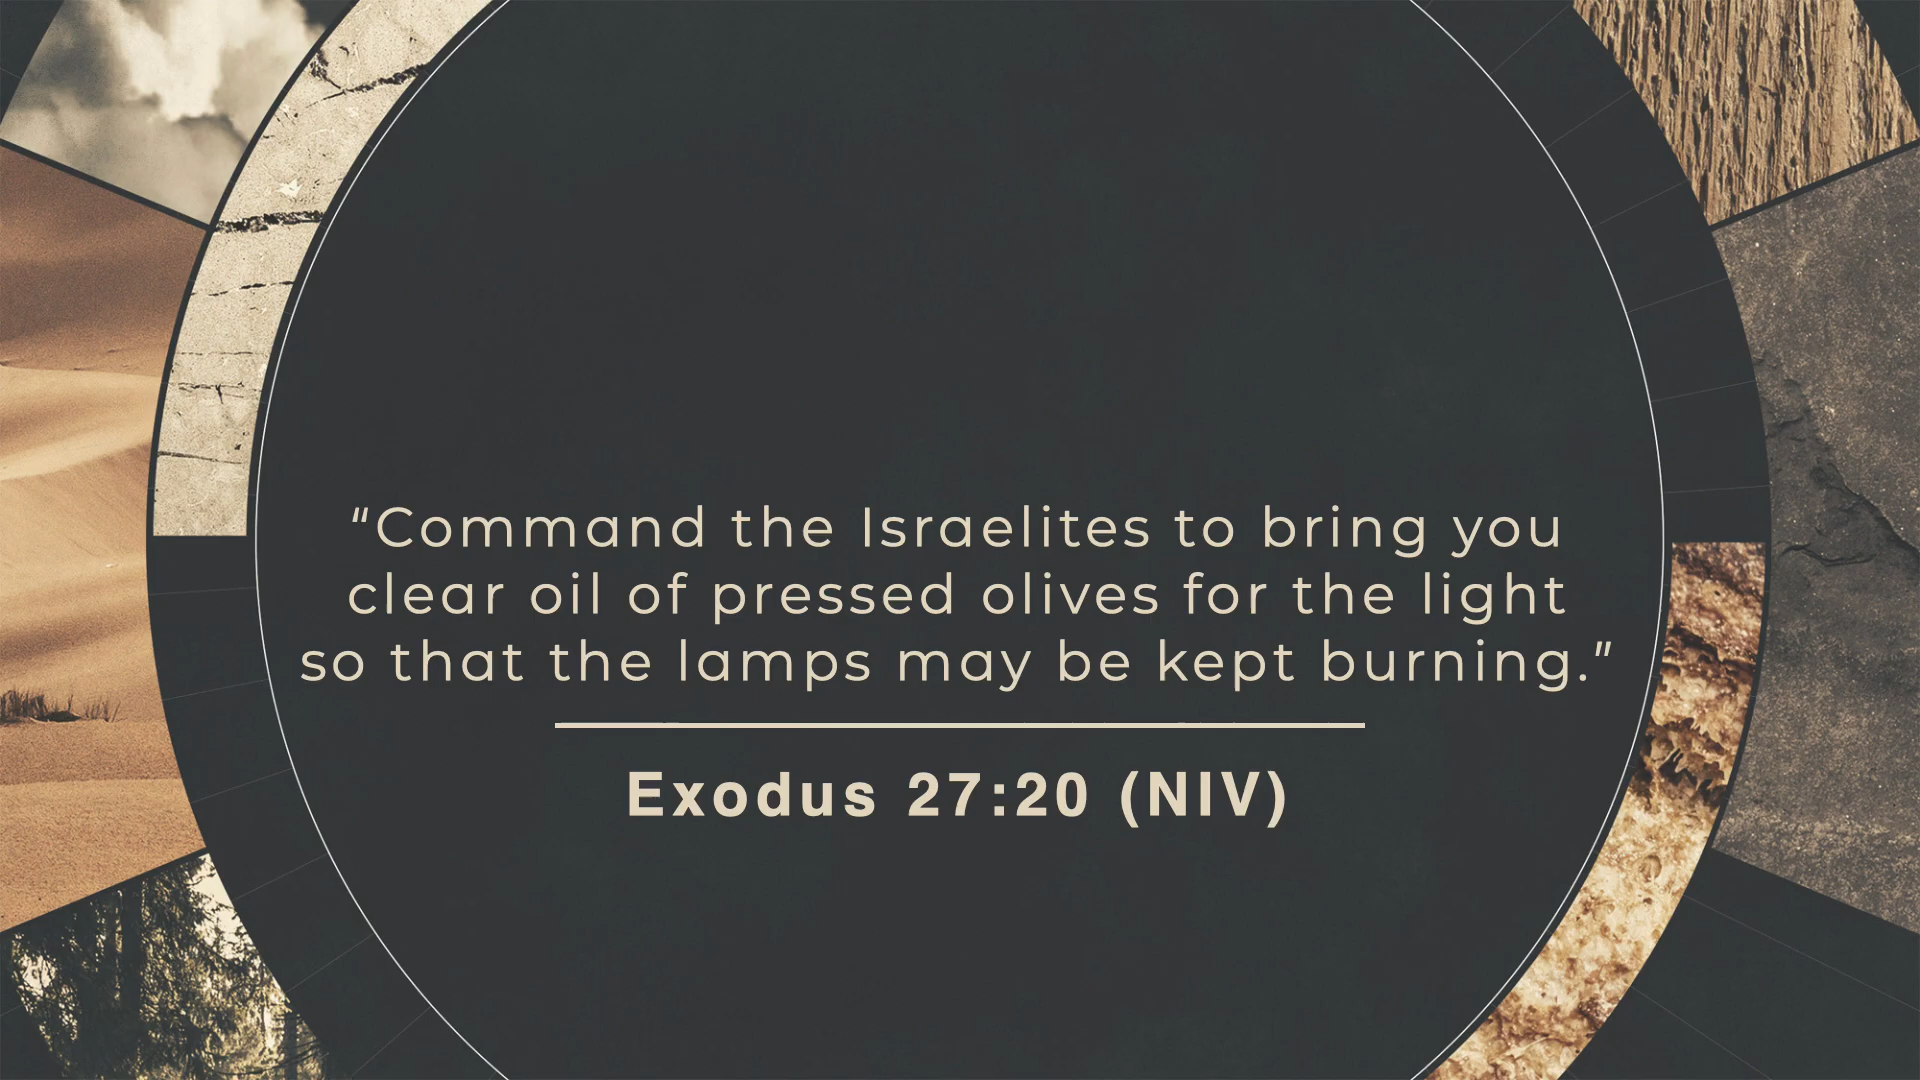 "Command the Israelites to bring you
clear oil of pressed olives for the light
so that the lamps may be kept burning."
Exodus 27:20 (NIV)